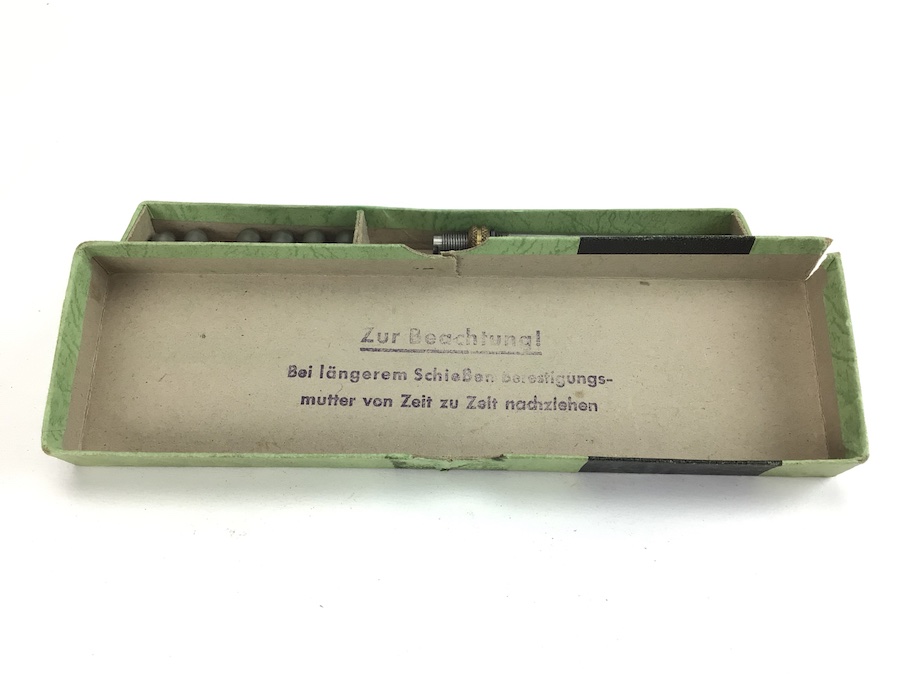 Zur Beachtung!
Bei längerem Schießen Befestigungs-
mutter von Zeit zu Zeit nachziehen